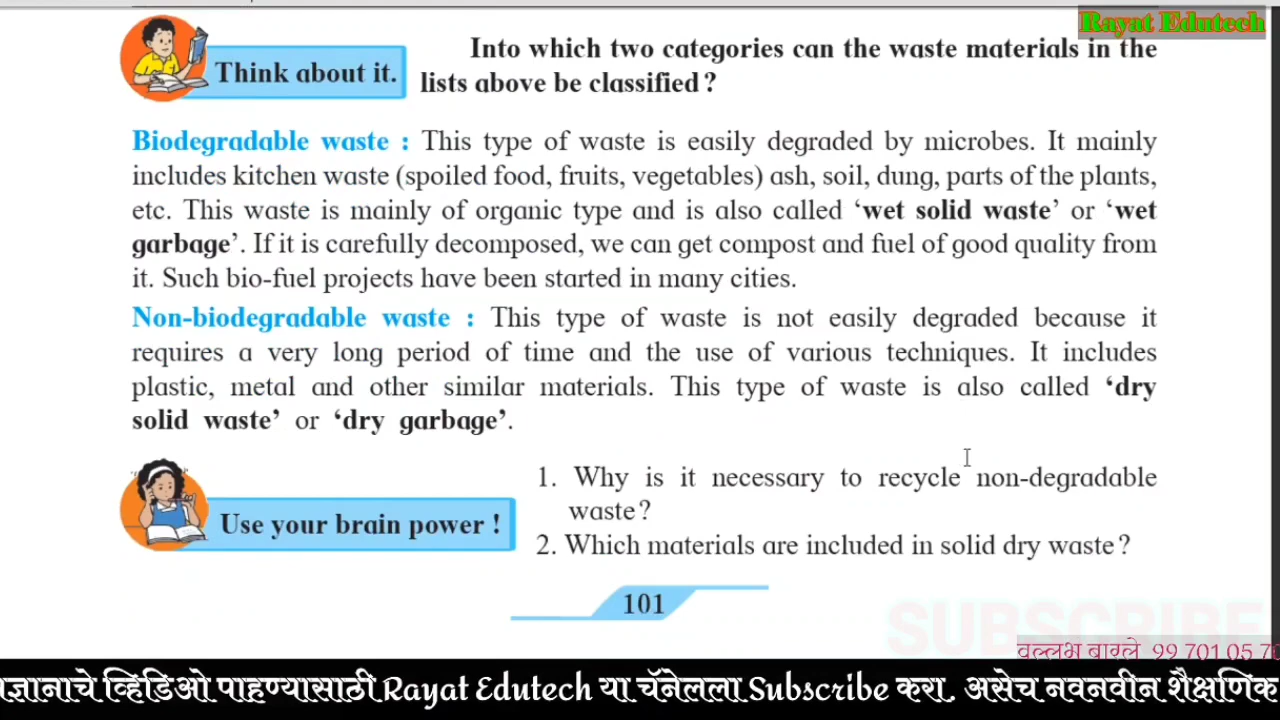 Rayat Edutech
Into which two categories can the waste materials in the
Think about it.
lists above be classified?
Biodegradable waste : This type of waste is easily degraded by microbes. It mainly
includes kitchen waste (spoiled food, fruits, vegetables) ash, soil, dung, parts of the plants,
etc. This waste is mainly of organic type and is also called ‘wet solid waste’ or ‘wet
garbage’. If it is carefully decomposed, we can get compost and fuel of good quality from
it. Such bio-fuel projects have been started in many cities.
Non-biodegradable waste : This type of waste is not easily degraded because it
requires a very long period of time and the use of various techniques. It includes
plastic, metal and other similar materials. This type of waste is also called ‘dry
solid waste’ or ‘dry garbage’.
1. Why is it necessary to recycle non-degradable
waste?
Use your brain power !
2. Which materials are included in solid dry waste?
101
SUBSCRIBE
वल्लभ बारले 99 701 05 70
व्हिडिओ पाहण्यासाठी Rayat Edutech या चॅनेलला Subscribe करा. असेच नवनवीन शैक्षणिक